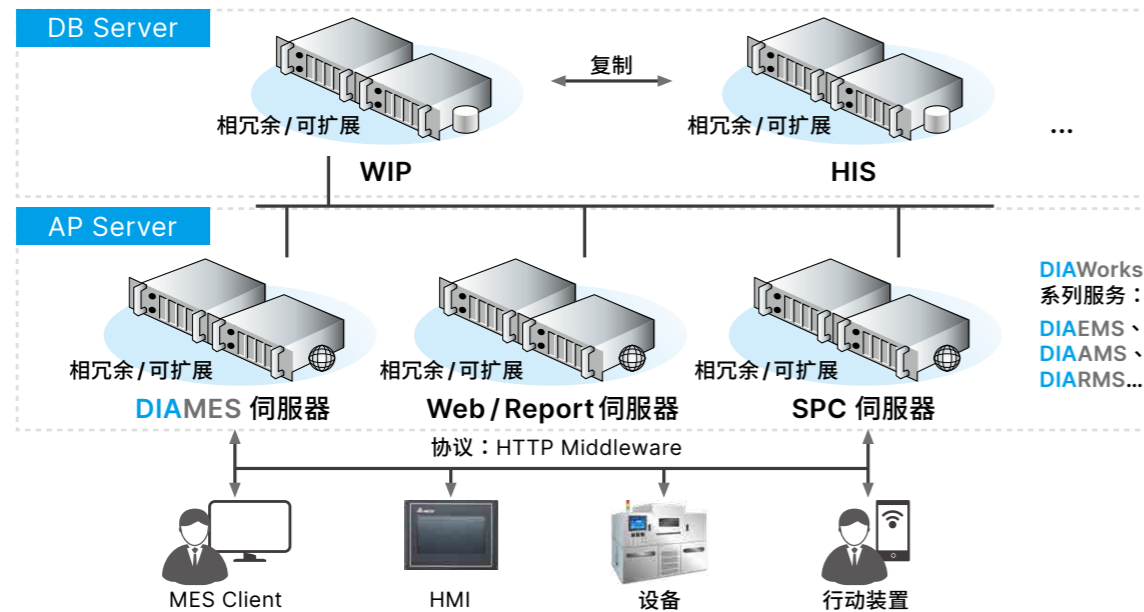 DB Server
复制
相冗余/可扩展
相冗余/可扩展
...
WIP
HIS
AP Server
DIAWorks
系列服务：
DIAEMS、
DIAAMS、
DIARMS...
相冗余/可扩展
相冗余/可扩展
相冗余/可扩展
DIAMES 伺服器
Web/Report 伺服器
SPC 伺服器
协议：HTTP Middleware
MES Client
HMI
设备
行动装置